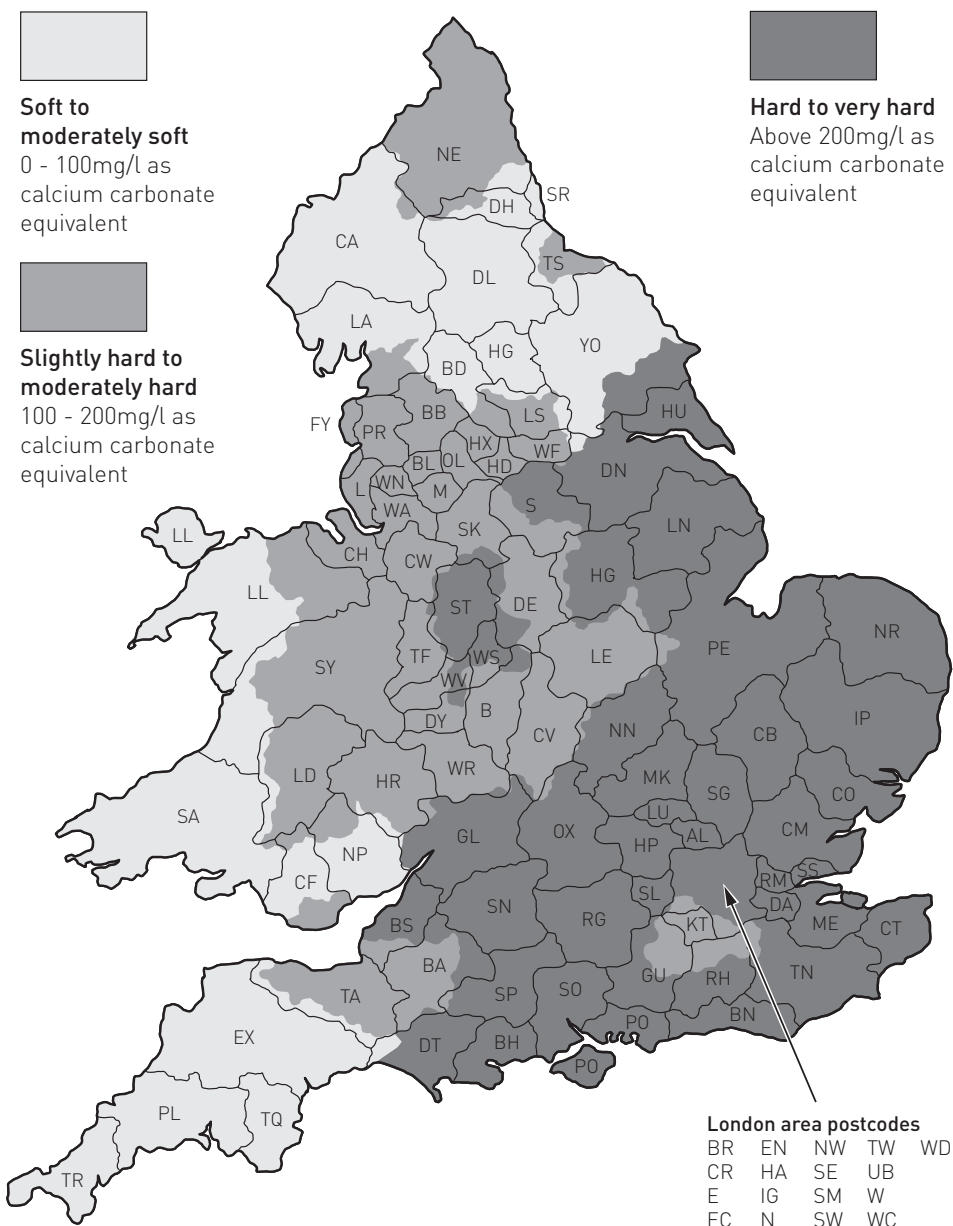 Soft to
moderately soft
0 - 100mg/l as
calcium carbonate
equivalent
Slightly hard to
moderately hard
100 - 200mg/l as
calcium carbonate
equivalent
Hard to very hard
Above 200mg/l as
calcium carbonate
equivalent
NE
SR
DH
CA
TS
DL
LA
YO
HG
BD
HU
FY
BB
LS
PR
HX
WF
BL
OL
HD
DN
L
WN
M
S
WA
SK
LN
LL
CH
CW
HG
LL
ST
DE
NR
SY
TF
WS
LE
PE
WV
DY
B
CV
NN
CB
IP
LD
HR
WR
MK
SG
CO
SA
LU
GL
OX
AL
CM
NP
HP
CF
RM
SS
SL
DA
BS
SN
RG
KT
ME
CT
BA
GU
RH
TN
TA
SP
SO
EX
DT
BH
PO
BN
PO
PL
TQ
TR
London area postcodes
BR EN NW TW WD
CR HA SE UB
E IG SM W
FC N SW WC